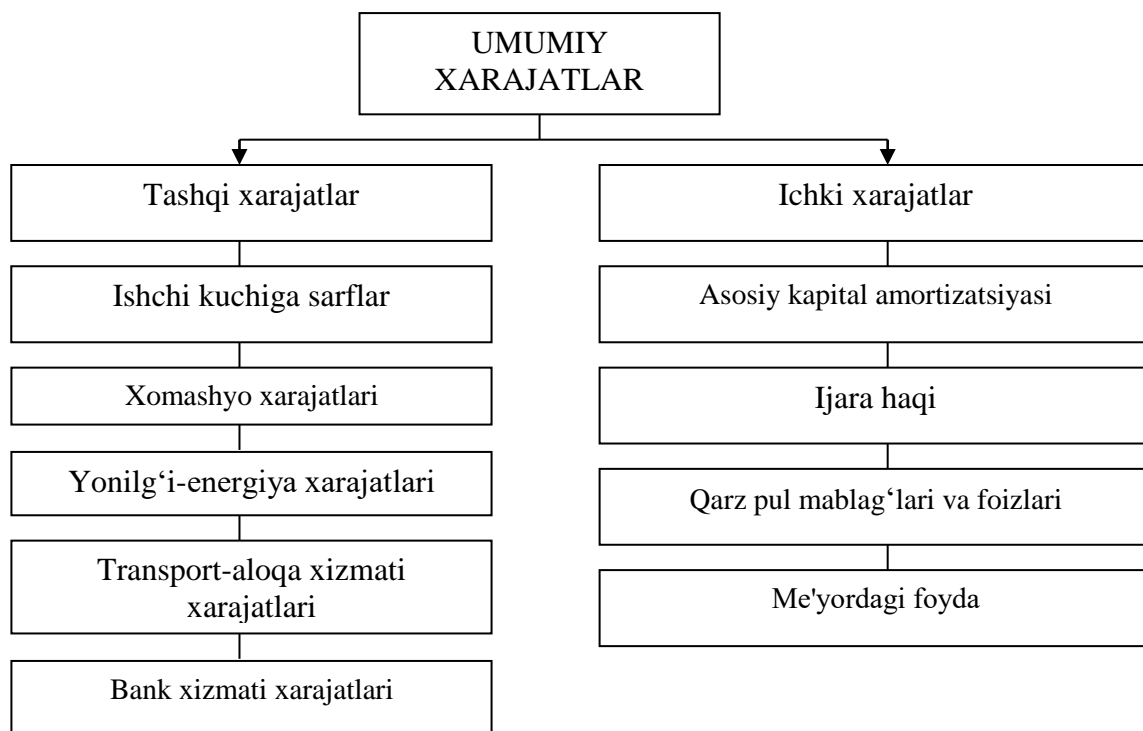 UMUMIY
XARAJATLAR
Tashqi xarajatlar
Ishchi kuchiga sarflar
Xomashyo xarajatlari
Yonilg‘i-energiya xarajatlari
Transport-aloqa xizmati
xarajatlari
Bank xizmati xarajatlari
Ichki xarajatlar
Asosiy kapital amortizatsiyasi
Ijara haqi
Qarz pul mablag‘lari va foizlari
Me'yordagi foyda